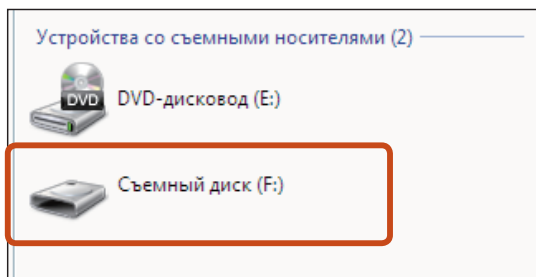 Устройства со съемными носителями (2)
DVD
DVD-дисковод (E:)
Съемный диск (F:)